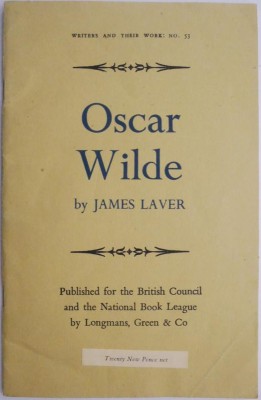 WRITERS AND THEIR WORK: NO. 53
Oscar
Wilde
by JAMES LAVER
Published for the British Council
and the National Book League
by Longmans, Green & Co
Twenty New Pence net